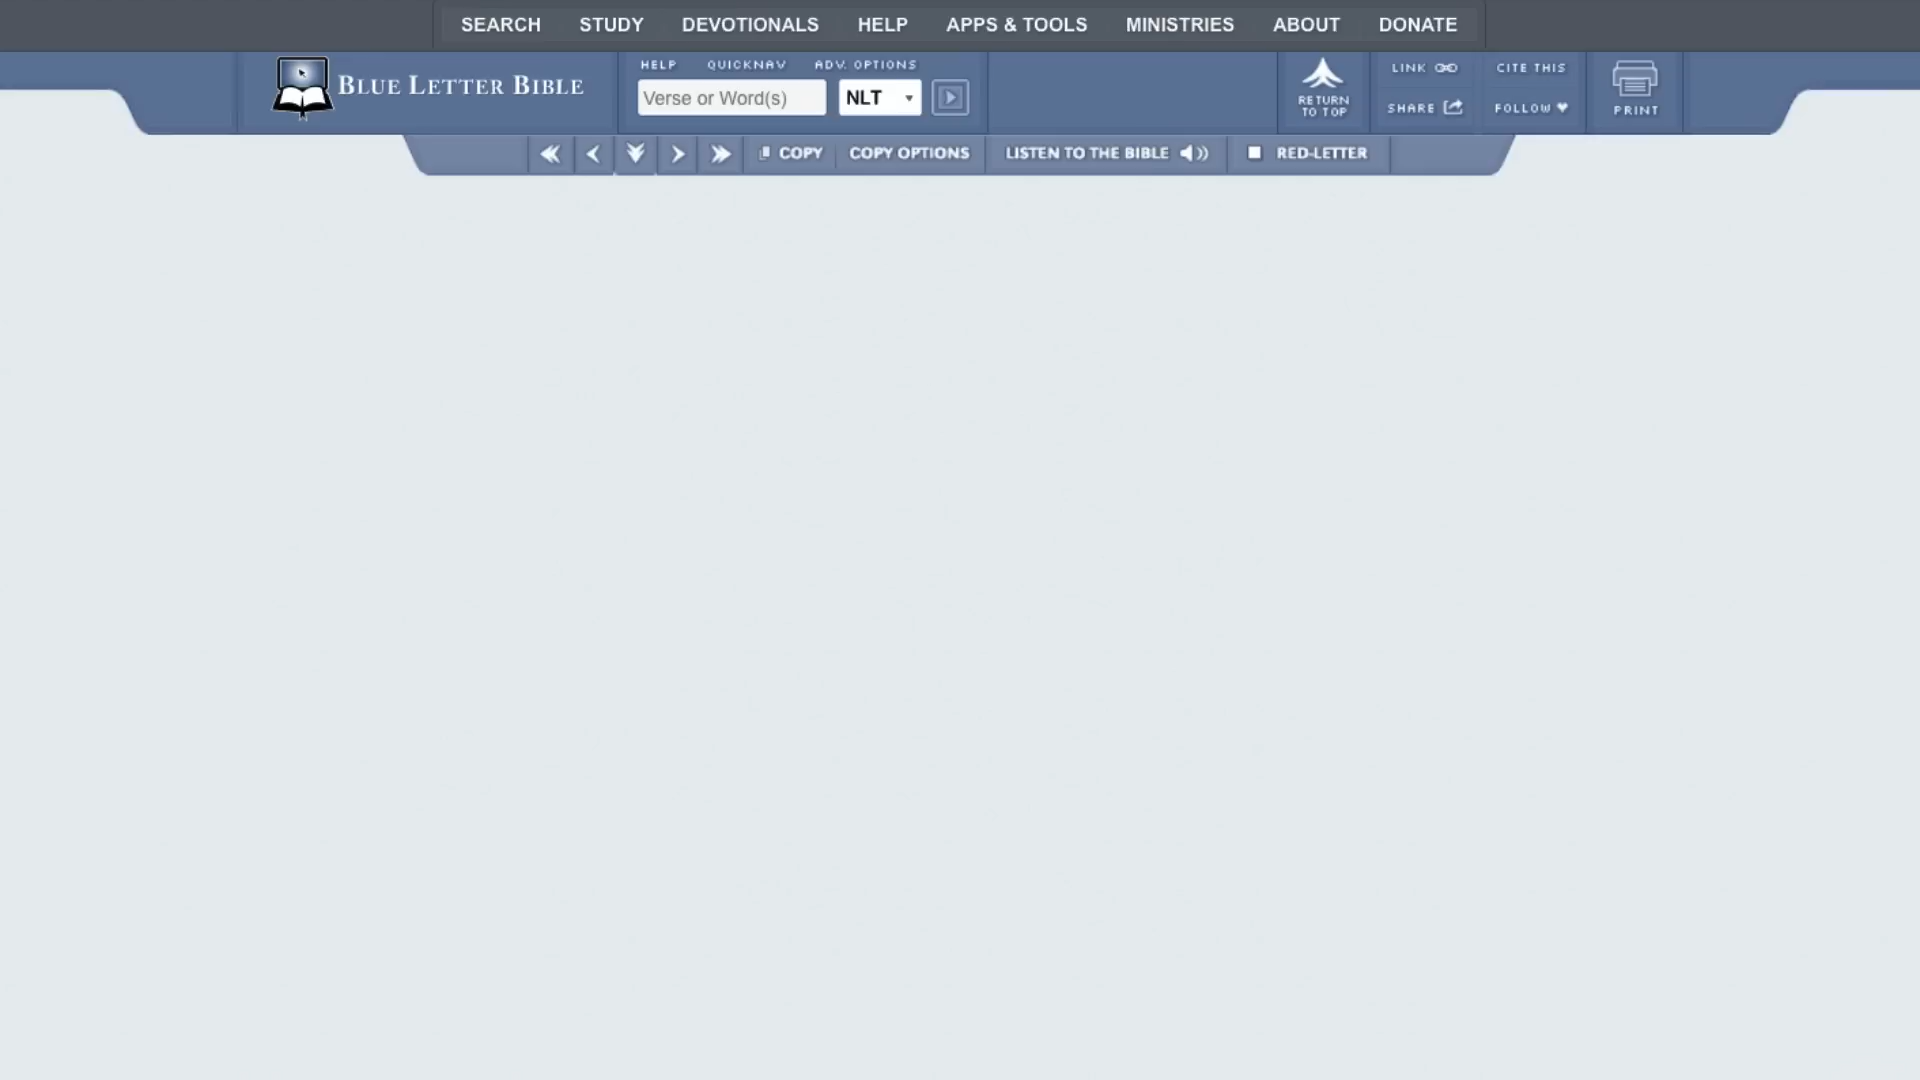 SEARCH STUDY DEVOTIONALS HELP APPS & TOOLS MINISTRIES ABOUT DONATE
BLUE LETTER BIBLE
HELP QUICKNAV ADV. OPTIONS
Verse or Word(s) NLT
RETURN
TO TOP
LINK CITE THIS
SHARE FOLLOW
PRINT
COPY COPY OPTIONS LISTEN TO THE BIBLE RED-LETTER